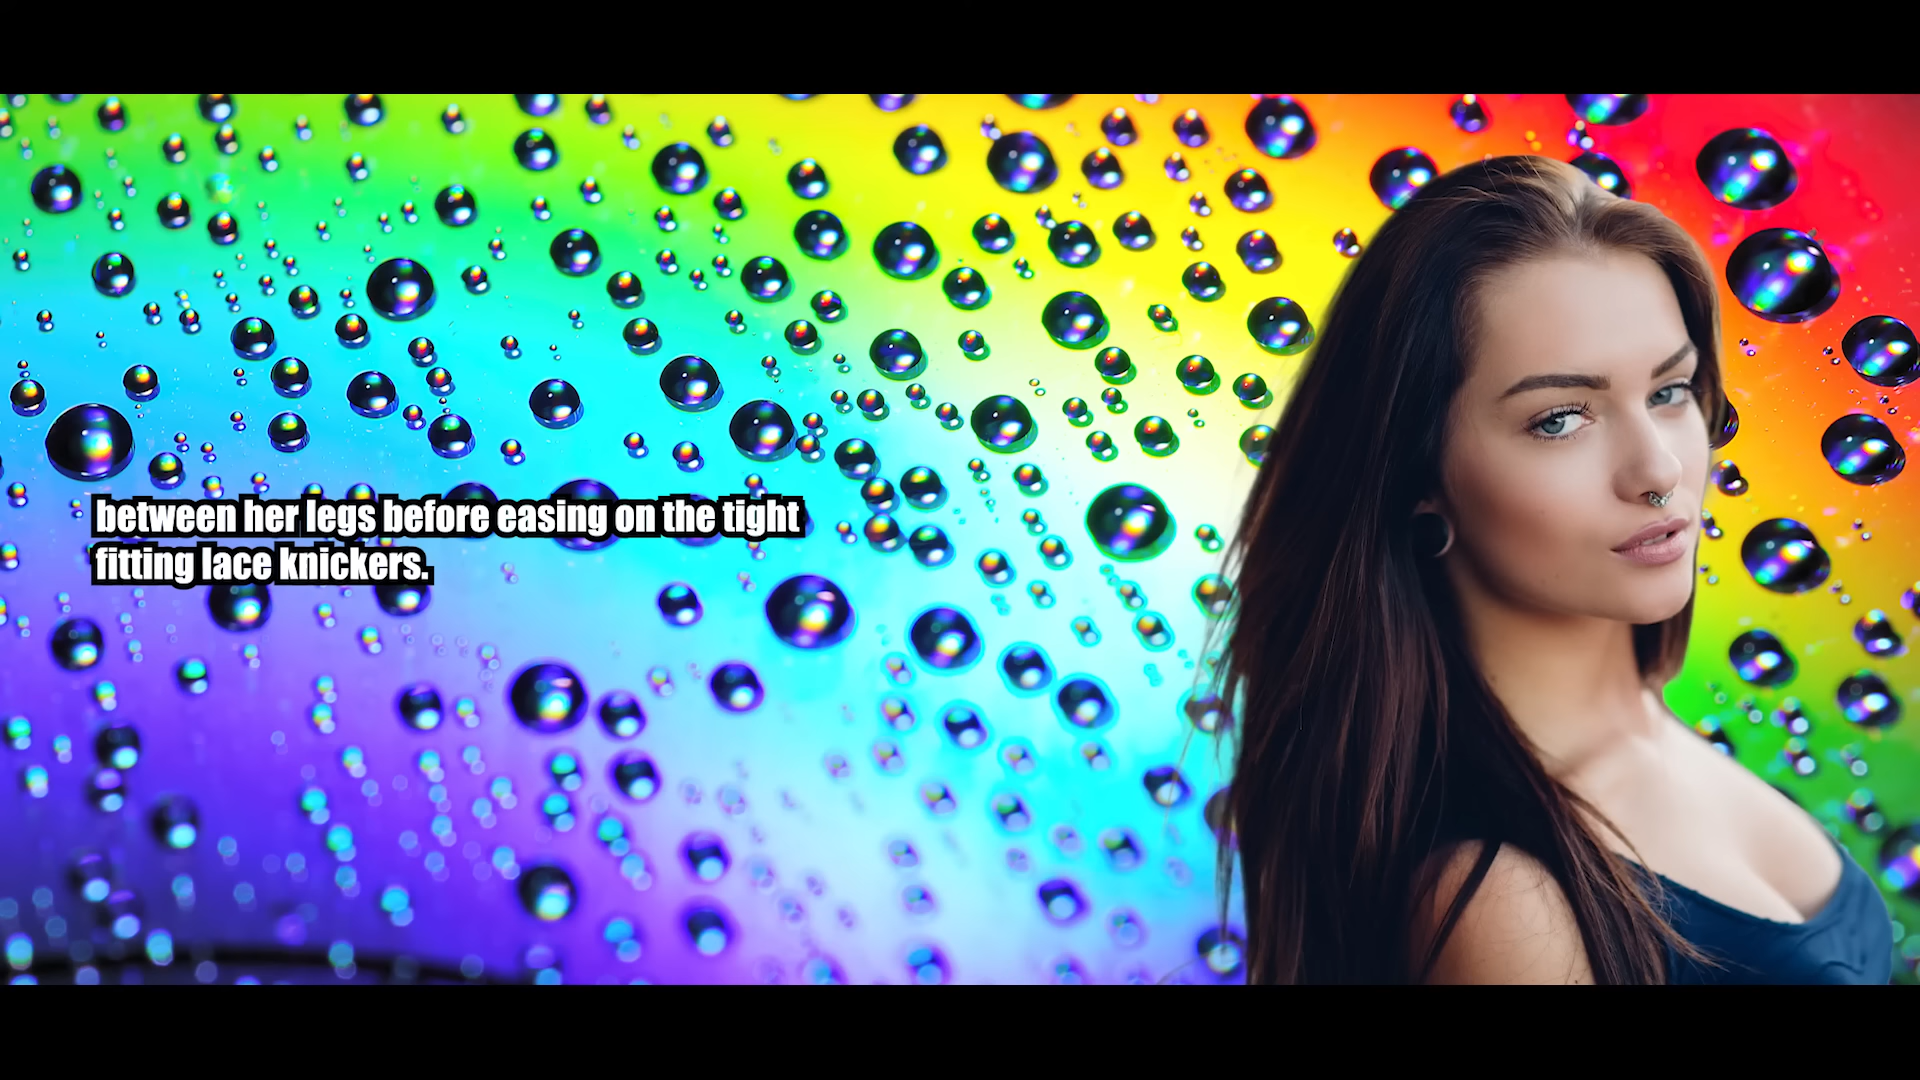 between her legs before easing on the tight
fitting lace knickers.